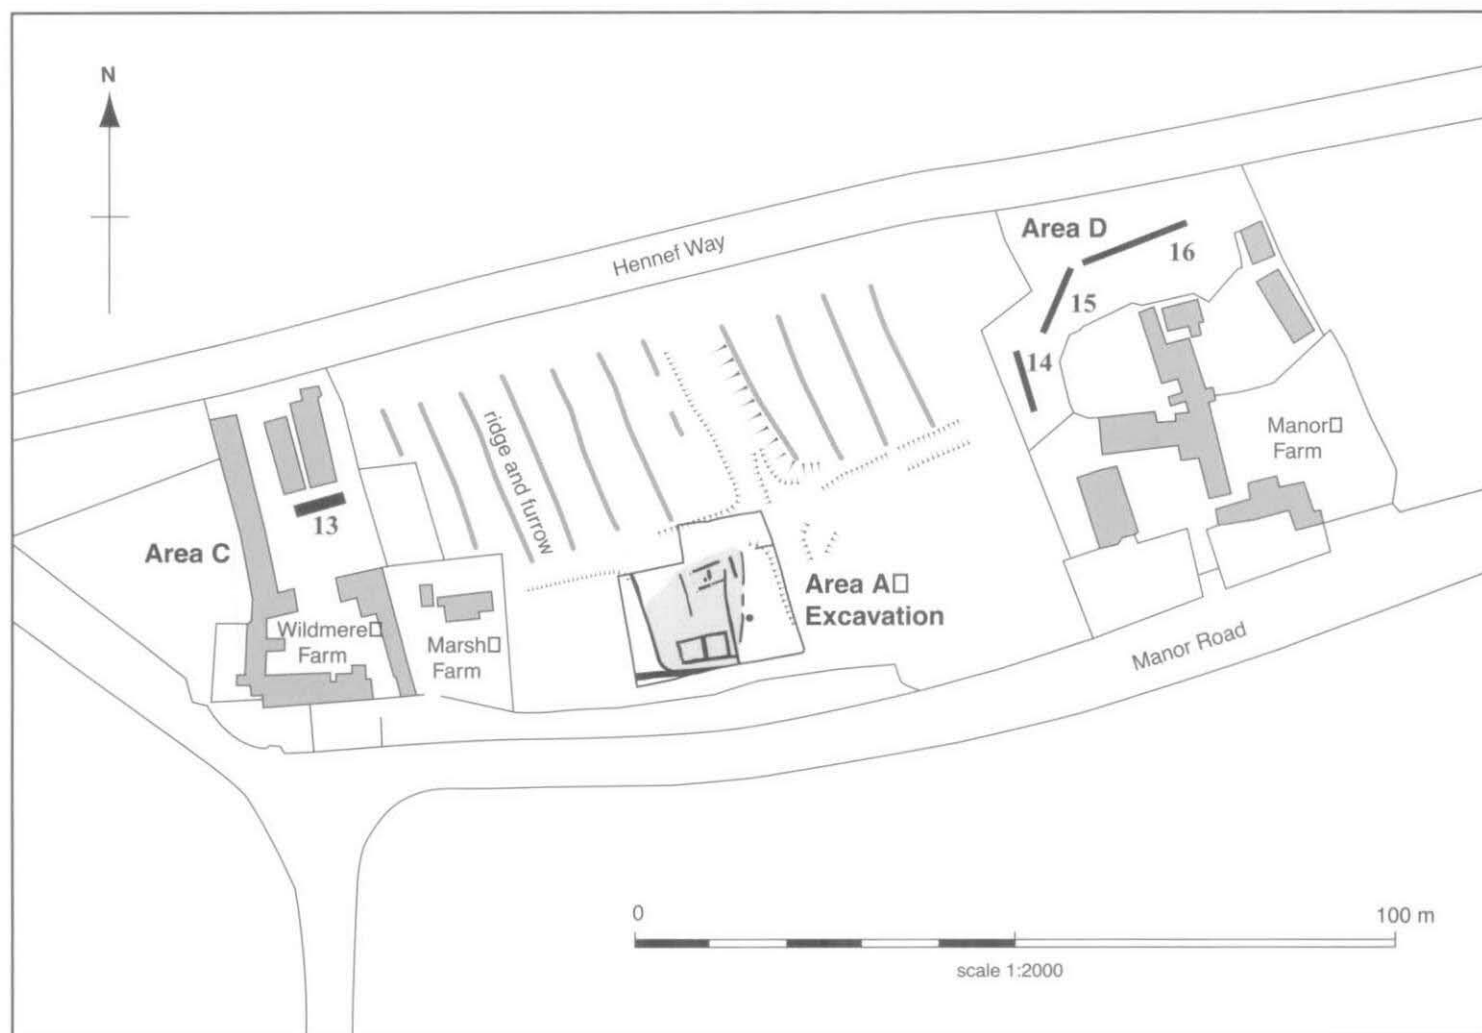 N
Hennef Way
Area D
16
15
14
ridge and furrow
Manor
Farm
13
Area C
Area A
Excavation
Wildmere
Farm
Marsh
Farm
Manor Road
0
100 m
scale 1:2000